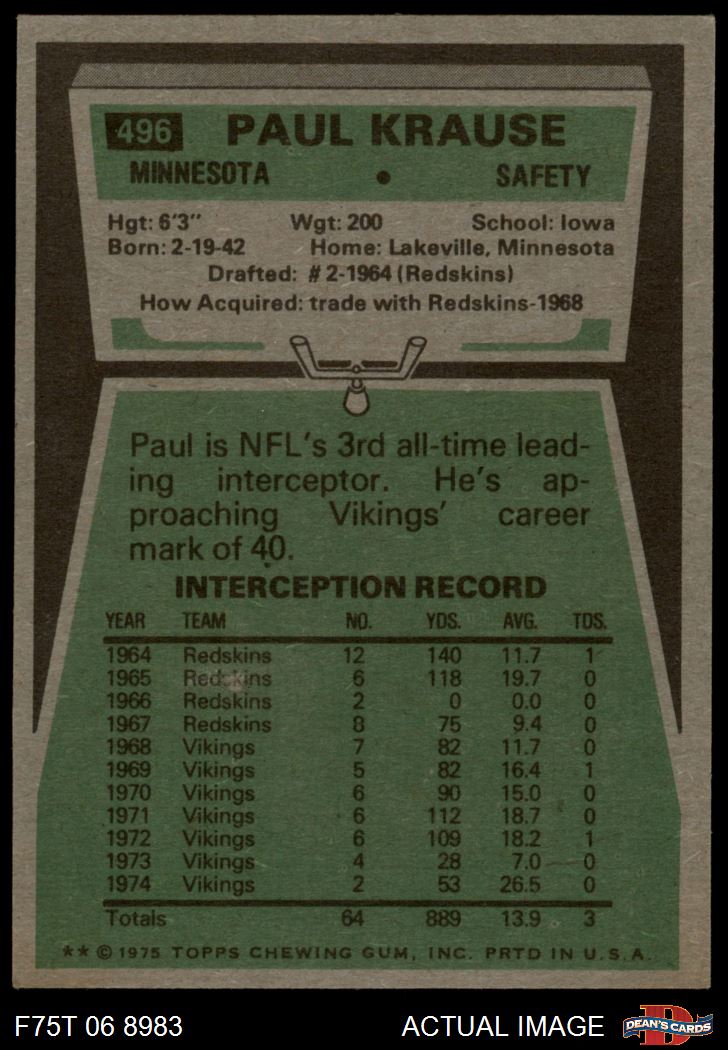 496 PAUL KRAUSE
MINNESOTA • SAFETY
Hgt: 6'3" Wgt: 200 School: Iowa
Born: 2-19-42 Home: Lakeville, Minnesota
Drafted: #2-1964 (Redskins)
How Acquired: trade with Redskins-1968
Paul is NFL's 3rd all-time lead-
ing interceptor. He's ap-
proaching Vikings' career
mark of 40.
INTERCEPTION RECORD
YEAR TEAM NO. YDS. AVG. TDS.
1964 Redskins 12 140 11.7 1
1965 Redskins 6 118 19.7 0
1966 Redskins 2 0 0.0 0
1967 Redskins 8 75 9.4 0
1968 Vikings 7 82 11.7 0
1969 Vikings 5 82 16.4 1
1970 Vikings 6 90 15.0 0
1971 Vikings 6 112 18.7 0
1972 Vikings 6 109 18.2 1
1973 Vikings 4 28 7.0 0
1974 Vikings 2 53 26.5 0
Totals 64 889 13.9 3
** © 1975 TOPPS CHEWING GUM, INC. PRTD IN U.S.A.
F75T 06 8983 ACTUAL IMAGE DEAN'S CARDS